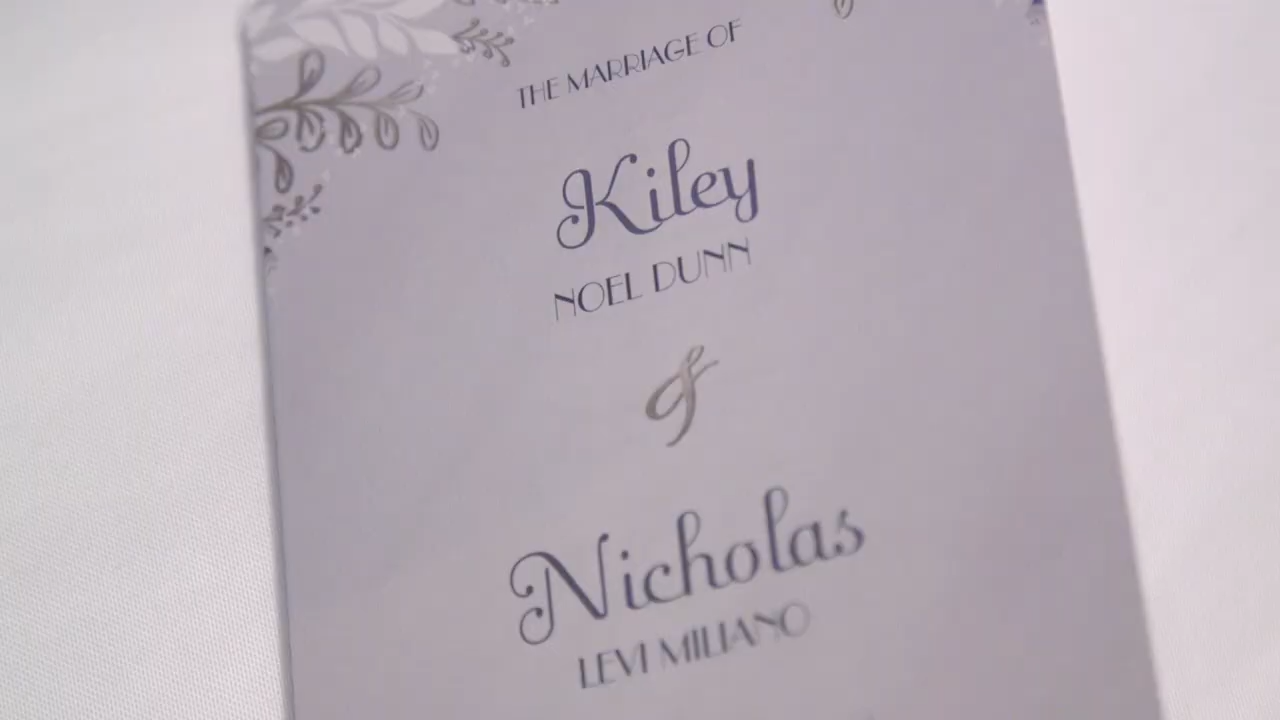 THE MARRIAGE OF
Kiley
NOEL DUNN
&
Nicholas
LEVI MILIANO